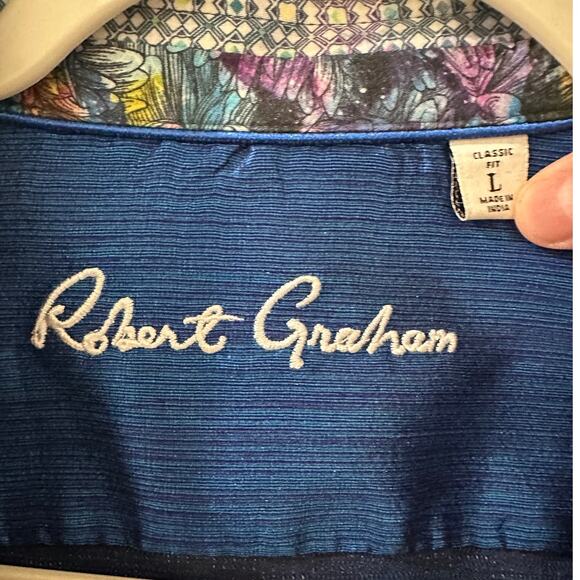 CLASSIC
FIT
L
MADE IN
INDIA
Robert Graham